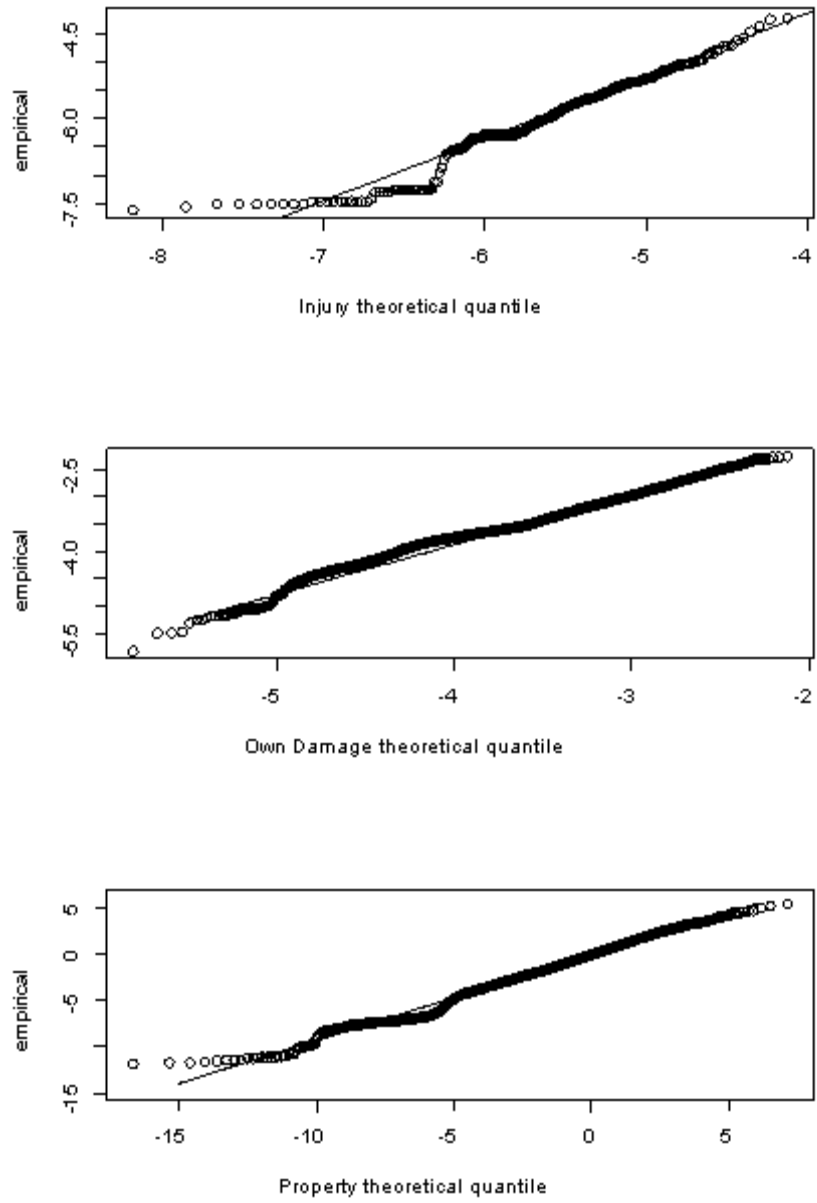 empirical
-4.5
-6.0
-7.5
-8 -7 -6 -5 -4
Injury theoretical quantile
empirical
-2.5
-4.0
-5.5
-5 -4 -3 -2
Own Damage theoretical quantile
empirical
5
0
-5
-15
-15 -10 -5 0 5
Property theoretical quantile